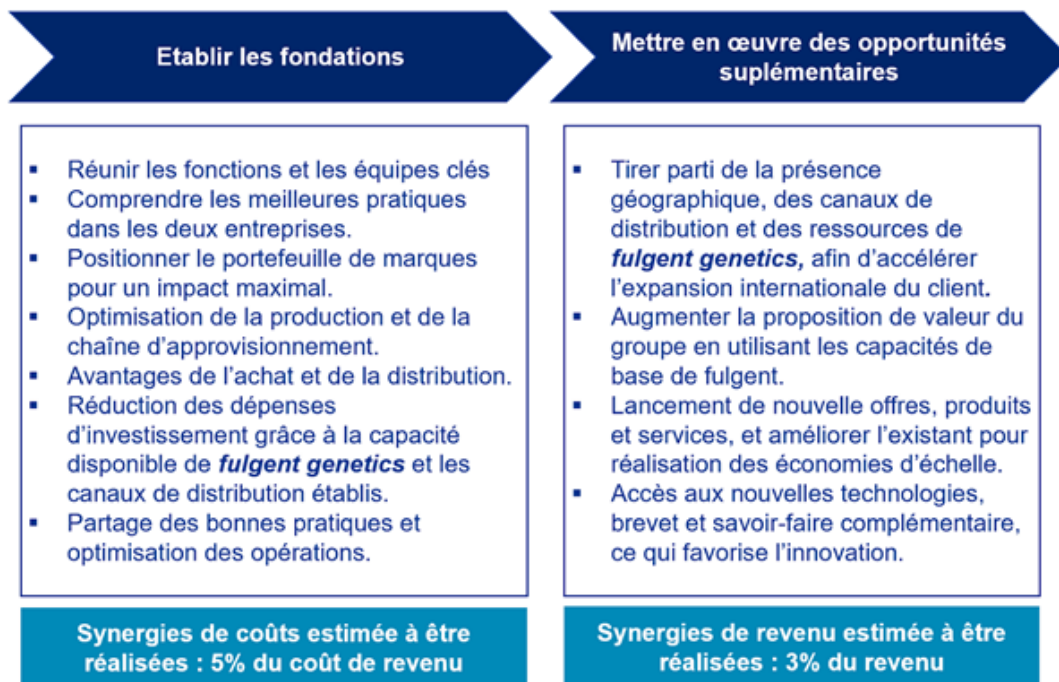 Etablir les fondations
▪ Réunir les fonctions et les équipes clés
▪ Comprendre les meilleures pratiques
dans les deux entreprises.
▪ Positionner le portefeuille de marques
pour un impact maximal.
▪ Optimisation de la production et de la
chaîne d'approvisionnement.
▪ Avantages de l'achat et de la distribution.
▪ Réduction des dépenses
d'investissement grâce à la capacité
disponible de fulgent genetics et les
canaux de distribution établis.
▪ Partage des bonnes pratiques et
optimisation des opérations.
Synergies de coûts estimée à être
réalisées : 5% du coût de revenu
Mettre en œuvre des opportunités
suplémentaires
▪ Tirer parti de la présence
géographique, des canaux de
distribution et des ressources de
fulgent genetics, afin d'accélérer
l'expansion internationale du client.
▪ Augmenter la proposition de valeur du
groupe en utilisant les capacités de
base de fulgent.
▪ Lancement de nouvelle offres, produits
et services, et améliorer l'existant pour
réalisation des économies d'échelle.
▪ Accès aux nouvelles technologies,
brevet et savoir-faire complémentaire,
ce qui favorise l'innovation.
Synergies de revenu estimée à être
réalisées : 3% du revenu